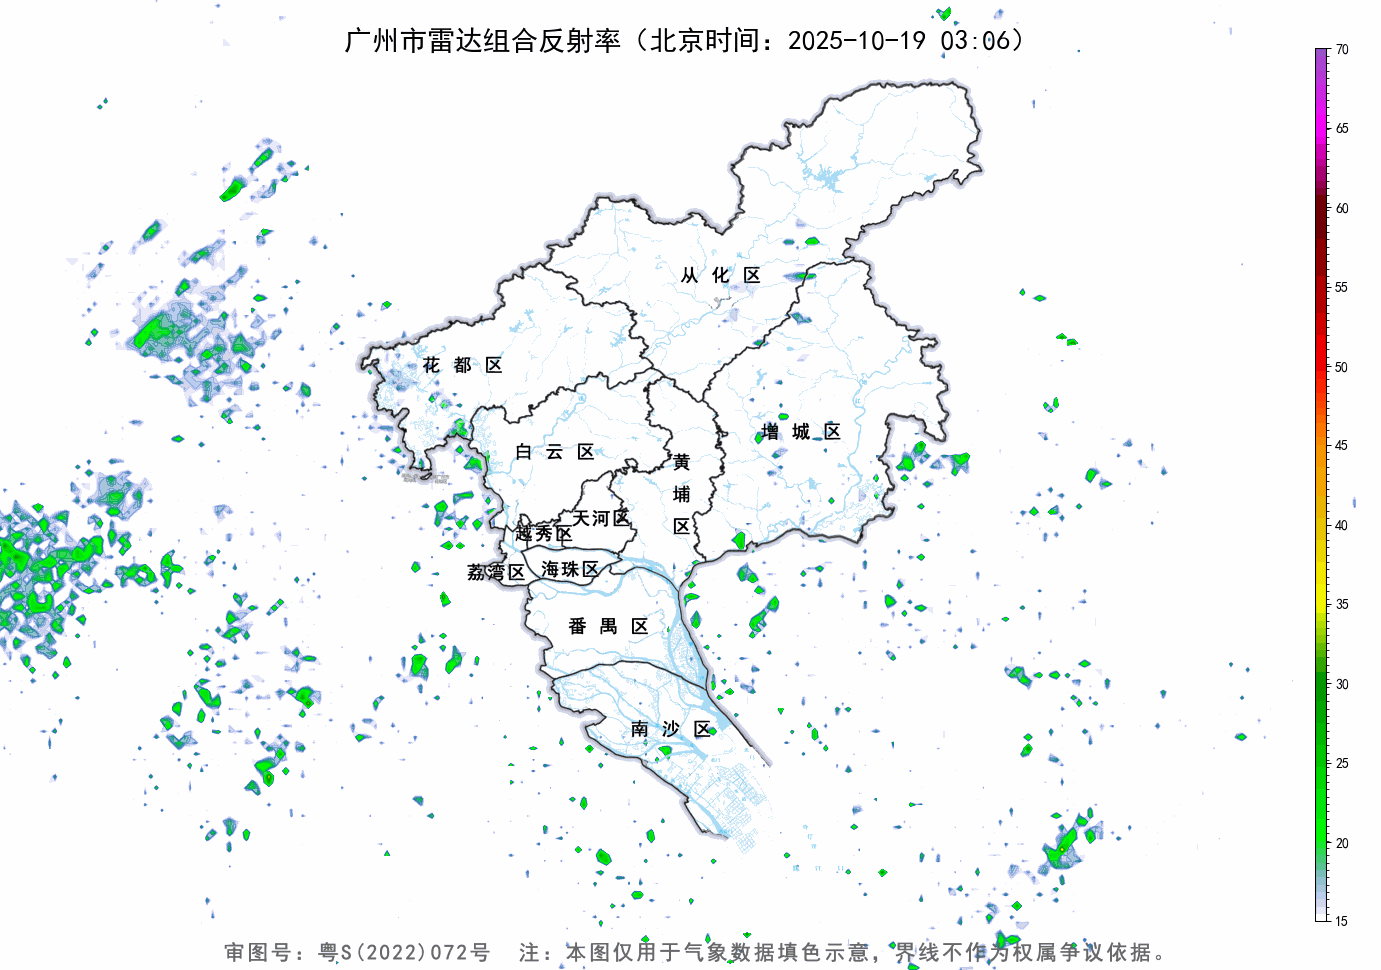 广州市雷达组合反射率（北京时间：2025-10-19 03:06）
70
65
60
55
50
45
40
35
30
25
20
15
从化区
花都区
增城区
白云区
黄埔区
天河区
越秀区
荔湾区
海珠区
番禺区
南沙区
审图号：粤S(2022)072号 注：本图仅用于气象数据填色示意，界线不作为权属争议依据。